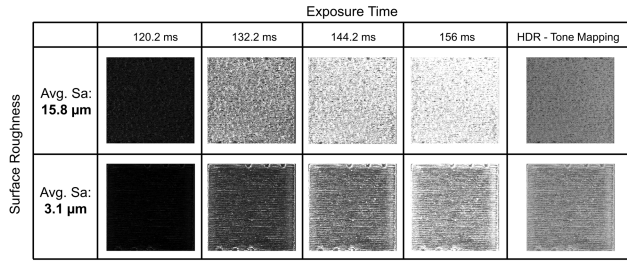 Exposure Time
120.2 ms
132.2 ms
144.2 ms
156 ms
HDR - Tone Mapping
Surface Roughness
Avg. Sa:
15.8 µm
Avg. Sa:
3.1 µm